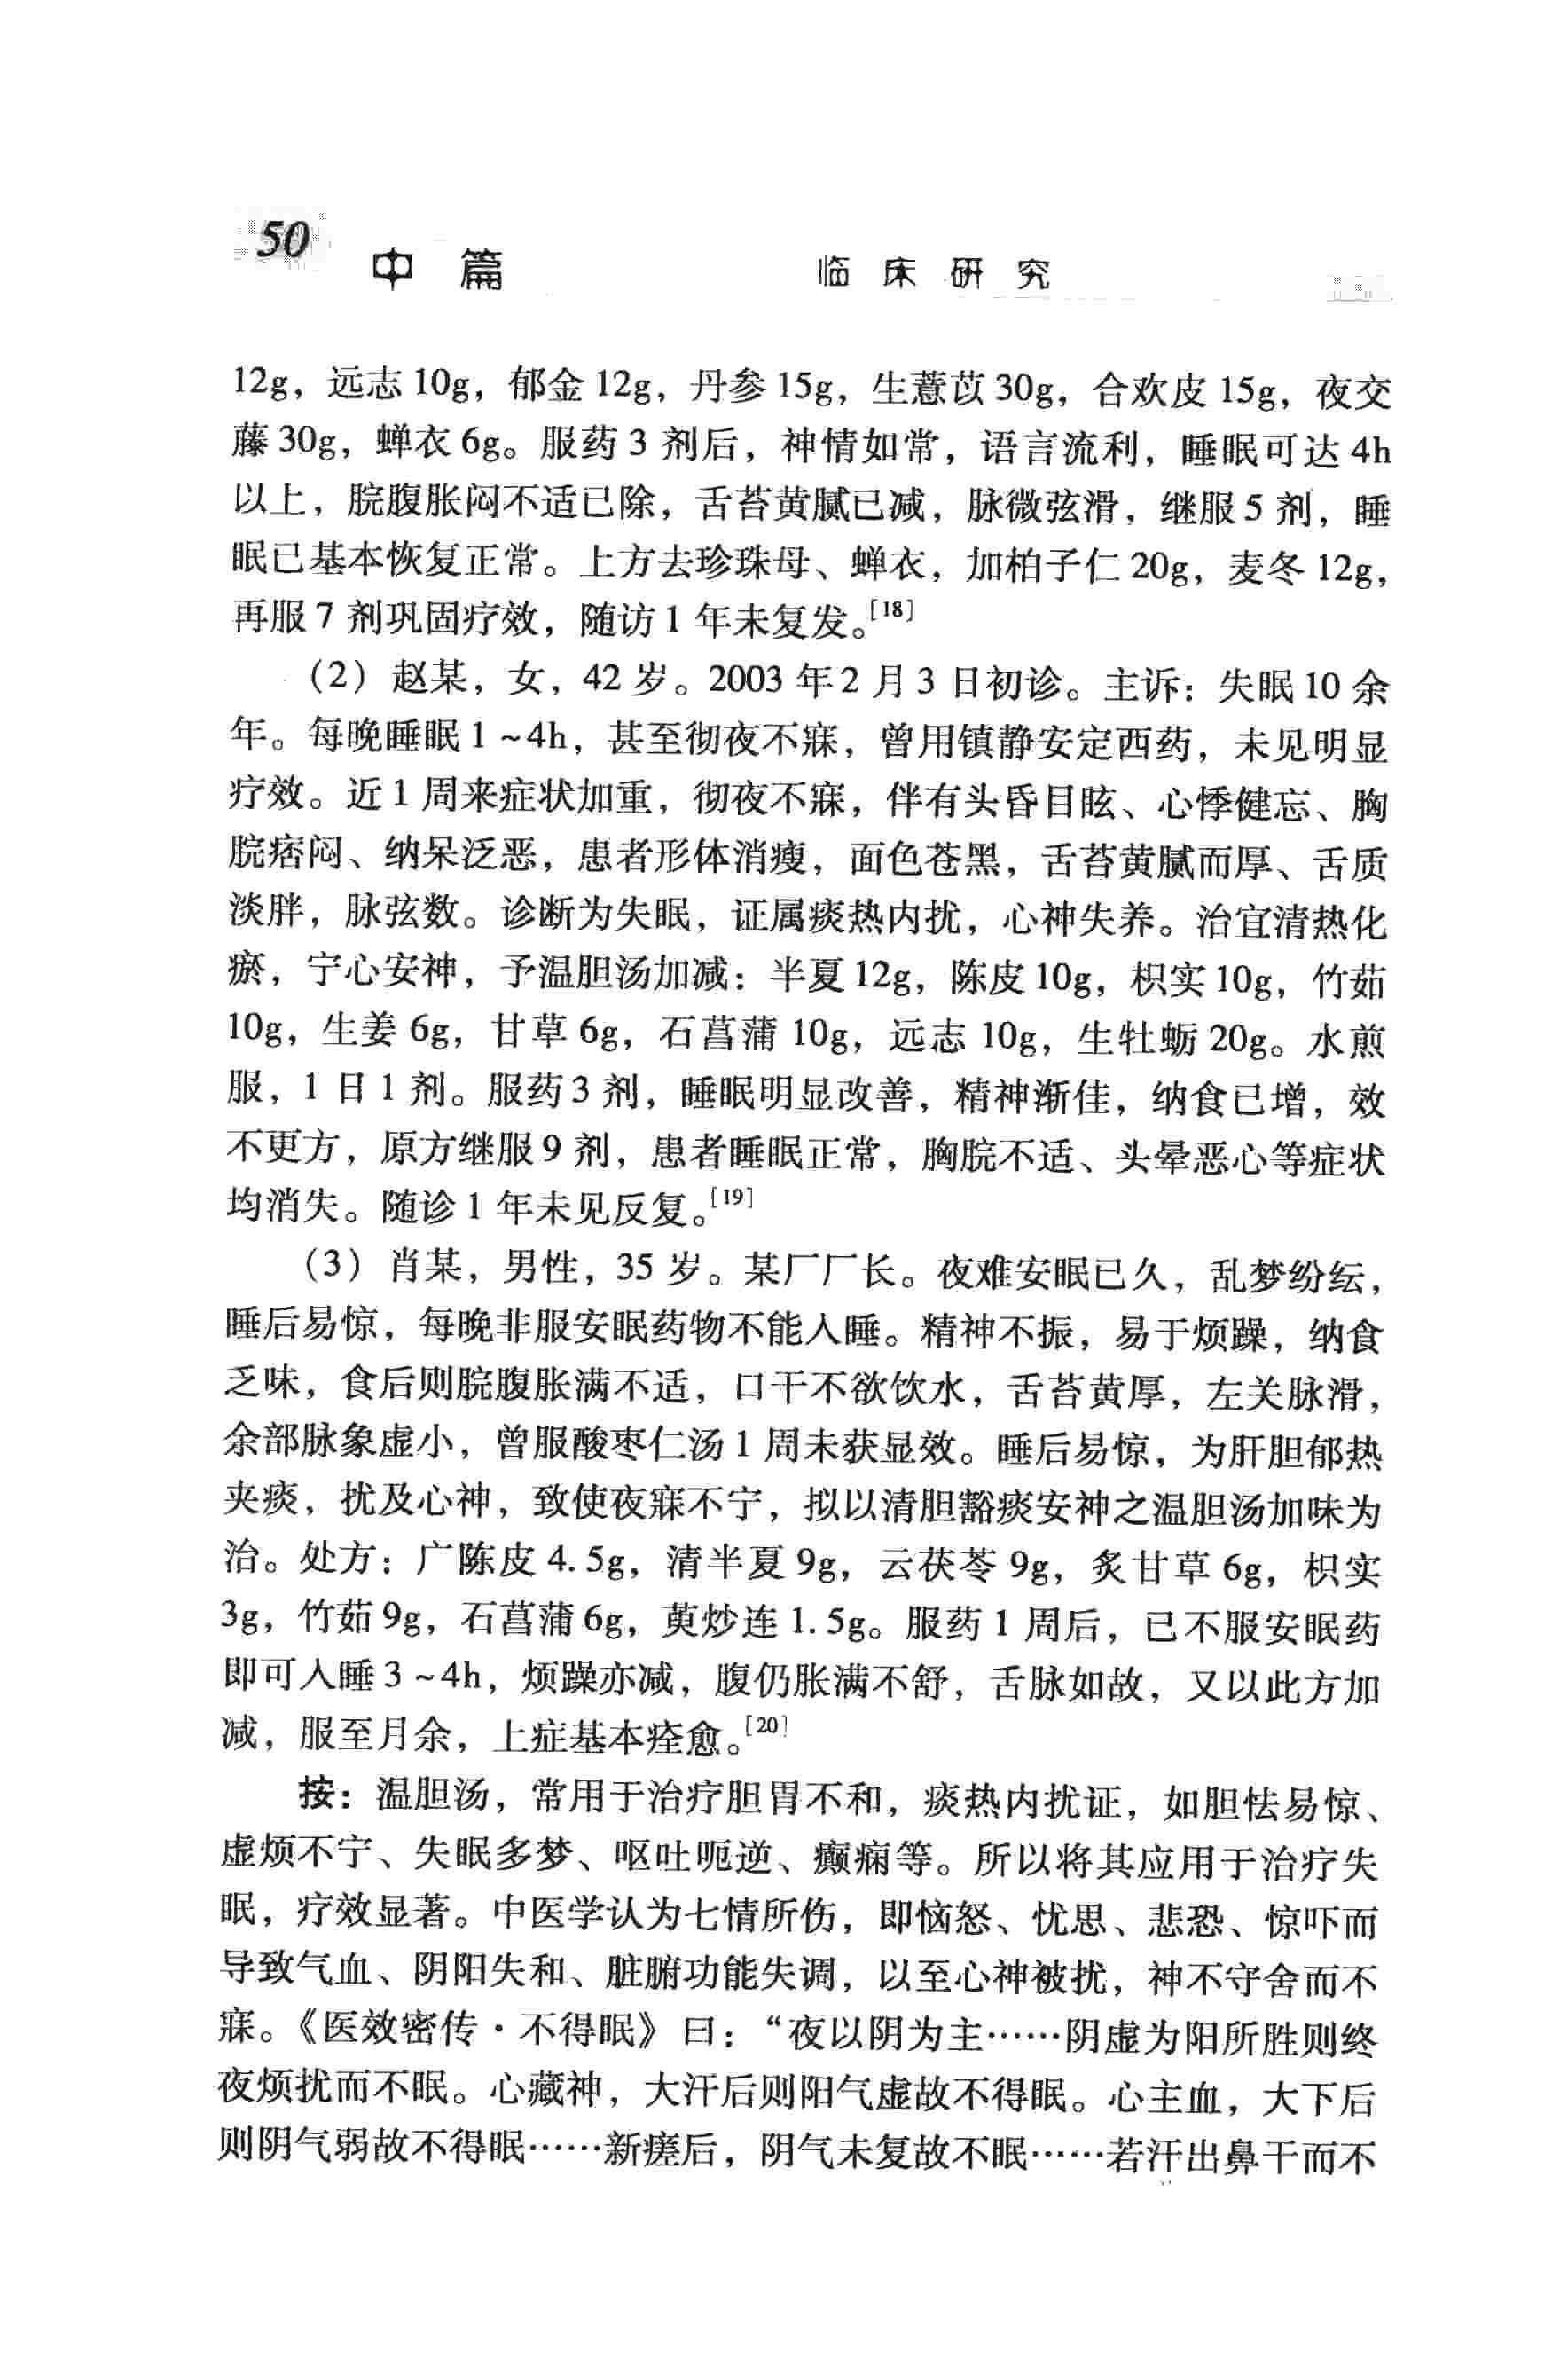 50
中 篇 临床研究
12g，远志 10g，郁金 12g，丹参 15g，生薏苡 30g，合欢皮 15g，夜交
藤 30g，蝉衣 6g。服药 3 剂后，神情如常，语言流利，睡眠可达 4h
以上，脘腹胀闷不适已除，舌苔黄腻已减，脉微弦滑，继服 5 剂，睡
眠已基本恢复正常。上方去珍珠母、蝉衣，加柏子仁 20g，麦冬 12g，
再服 7 剂巩固疗效，随访 1 年未复发。[18]
（2）赵某，女，42 岁。2003 年 2 月 3 日初诊。主诉：失眠 10 余
年。每晚睡眠 1~4h，甚至彻夜不寐，曾用镇静安定西药，未见明显
疗效。近 1 周来症状加重，彻夜不寐，伴有头昏目眩、心悸健忘、胸
脘痞闷、纳呆泛恶，患者形体消瘦，面色苍黑，舌苔黄腻而厚、舌质
淡胖，脉弦数。诊断为失眠，证属痰热内扰，心神失养。治宜清热化
瘀，宁心安神，予温胆汤加减：半夏 12g，陈皮 10g，枳实 10g，竹茹
10g，生姜 6g，甘草 6g，石菖蒲 10g，远志 10g，生牡蛎 20g。水煎
服，1 日 1 剂。服药 3 剂，睡眠明显改善，精神渐佳，纳食已增，效
不更方，原方继服 9 剂，患者睡眠正常，胸脘不适、头晕恶心等症状
均消失。随诊 1 年未见反复。[19]
（3）肖某，男性，35 岁。某厂厂长。夜难安眠已久，乱梦纷纭，
睡后易惊，每晚非服安眠药物不能入睡。精神不振，易于烦躁，纳食
乏味，食后则脘腹胀满不适，口干不欲饮水，舌苔黄厚，左关脉滑，
余部脉象虚小，曾服酸枣仁汤 1 周未获显效。睡后易惊，为肝胆郁热
夹痰，扰及心神，致使夜寐不宁，拟以清胆豁痰安神之温胆汤加味为
治。处方：广陈皮 4.5g，清半夏 9g，云茯苓 9g，炙甘草 6g，枳实
3g，竹茹 9g，石菖蒲 6g，萸炒连 1.5g。服药 1 周后，已不服安眠药
即可入睡 3~4h，烦躁亦减，腹仍胀满不舒，舌脉如故，又以此方加
减，服至月余，上症基本痊愈。[20]
按：温胆汤，常用于治疗胆胃不和，痰热内扰证，如胆怯易惊、
虚烦不宁、失眠多梦、呕吐呃逆、癫痫等。所以将其应用于治疗失
眠，疗效显著。中医学认为七情所伤，即恼怒、忧思、悲恐、惊吓而
导致气血、阴阳失和、脏腑功能失调，以至心神被扰，神不守舍而不
寐。《医效密传·不得眠》曰：“夜以阴为主……阴虚为阳所胜则终
夜烦扰而不眠。心藏神，大汗后则阳气虚故不得眠。心主血，大下后
则阴气弱故不得眠……新瘥后，阴气未复故不眠……若汗出鼻干而不